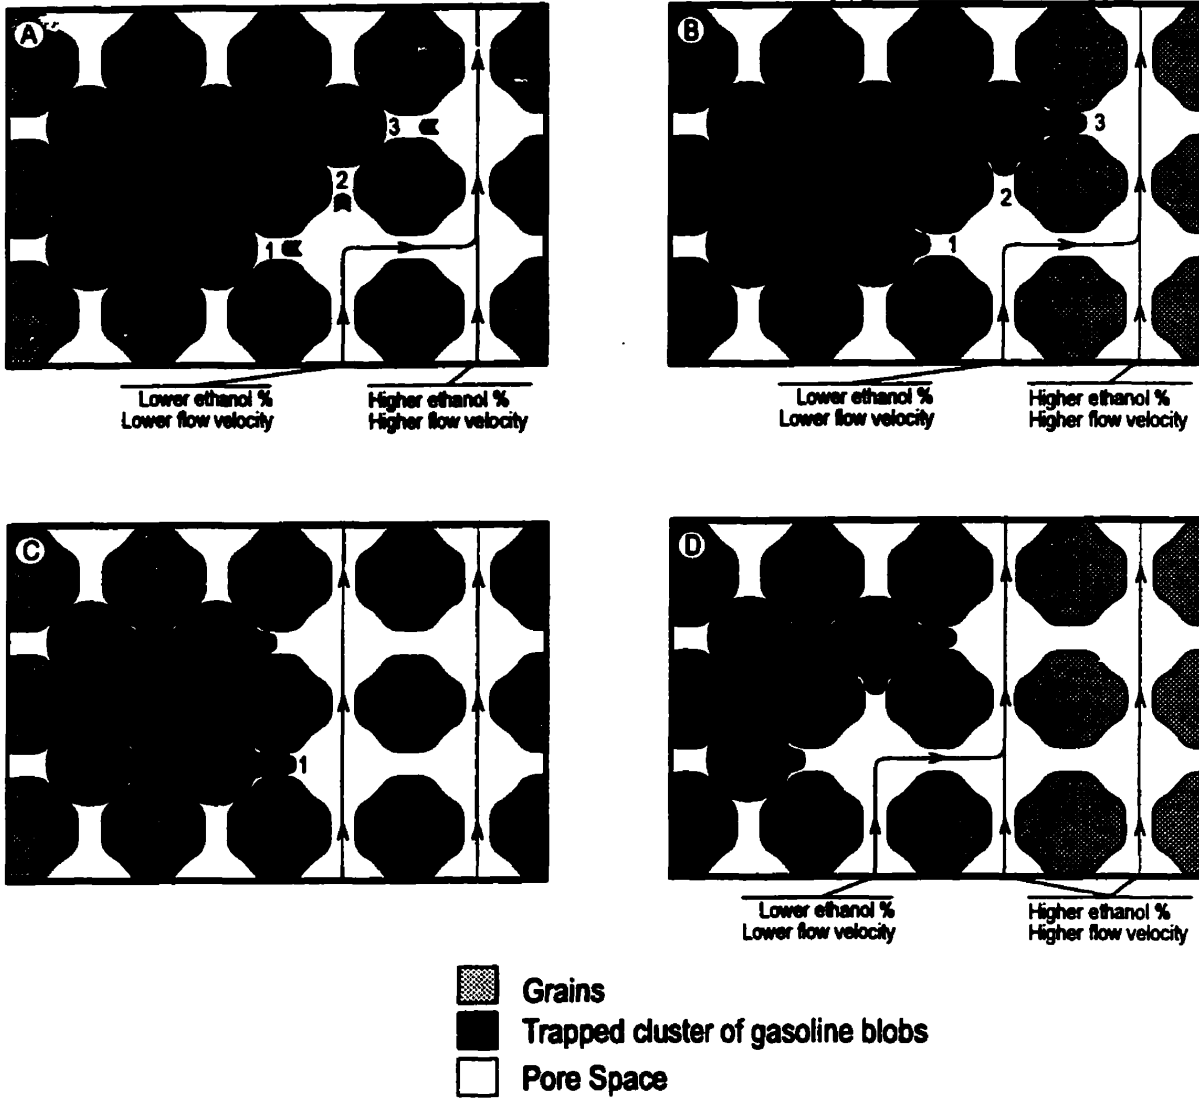 A
3
2
1
Lower ethanol %
Lower flow velocity
Higher ethanol %
Higher flow velocity
B
3
2
1
Lower ethanol %
Lower flow velocity
Higher ethanol %
Higher flow velocity
C
1
D
Lower ethanol %
Lower flow velocity
Higher ethanol %
Higher flow velocity
Grains
Trapped cluster of gasoline blobs
Pore Space